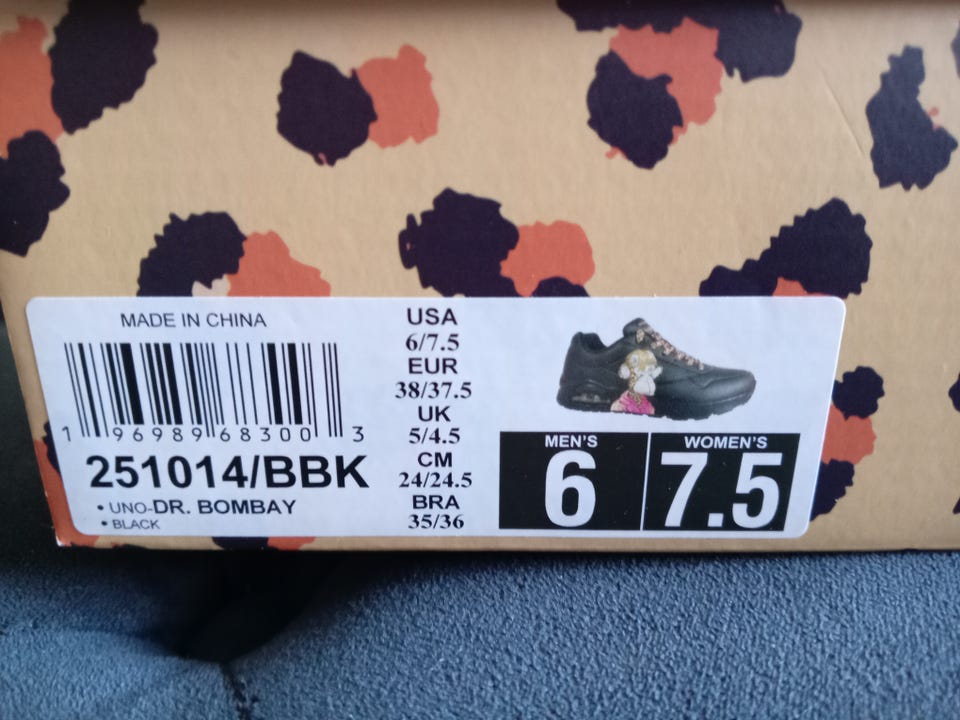 MADE IN CHINA
1 96989 68300 3
251014/BBK
• UNO-DR. BOMBAY
• BLACK
USA
6/7.5
EUR
38/37.5
UK
5/4.5
CM
24/24.5
BRA
35/36
MEN'S
6
WOMEN'S
7.5